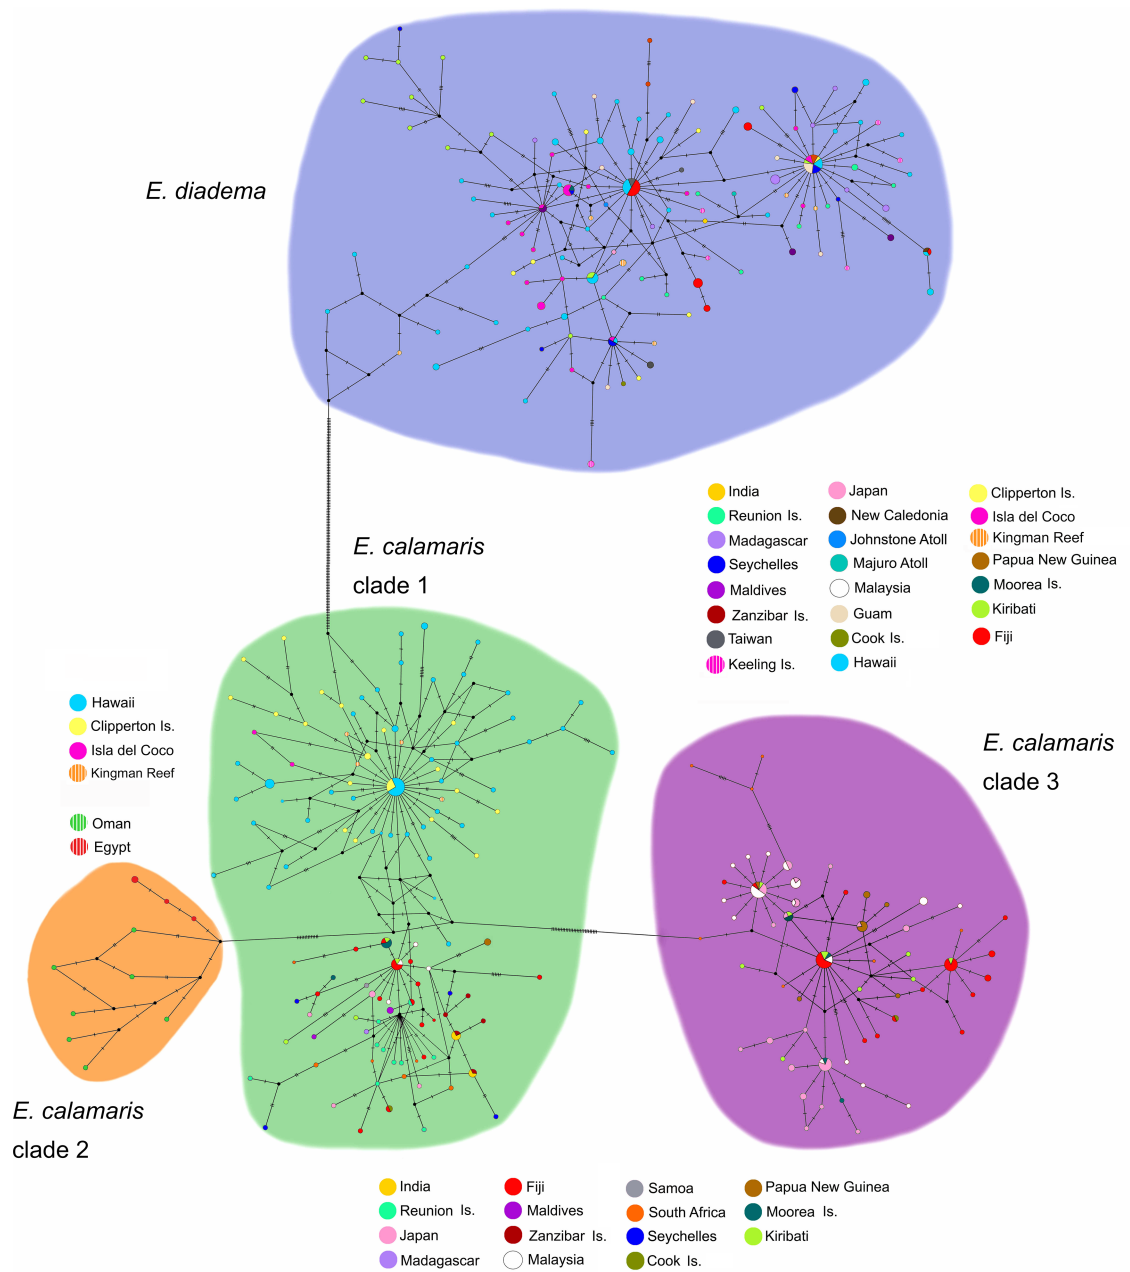 E. diadema
India
Reunion Is.
Madagascar
Seychelles
Maldives
Zanzibar Is.
Taiwan
Keeling Is.
Japan
New Caledonia
Johnstone Atoll
Majuro Atoll
Malaysia
Guam
Cook Is.
Hawaii
Clipperton Is.
Isla del Coco
Kingman Reef
Papua New Guinea
Moorea Is.
Kiribati
Fiji
E. calamaris
clade 1
Hawaii
Clipperton Is.
Isla del Coco
Kingman Reef
Oman
Egypt
E. calamaris
clade 3
E. calamaris
clade 2
India
Reunion Is.
Japan
Madagascar
Fiji
Maldives
Zanzibar Is.
Malaysia
Samoa
South Africa
Seychelles
Cook Is.
Papua New Guinea
Moorea Is.
Kiribati